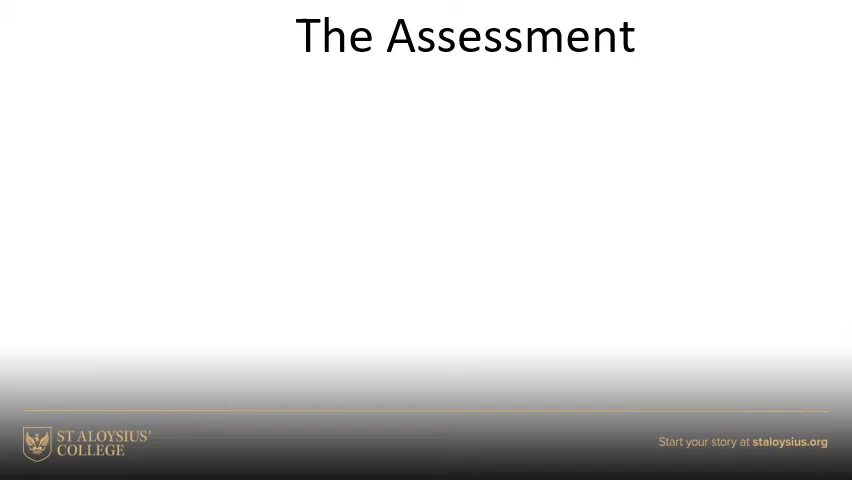 The Assessment
ST ALOYSIUS’
COLLEGE
Start your story at staloysius.org